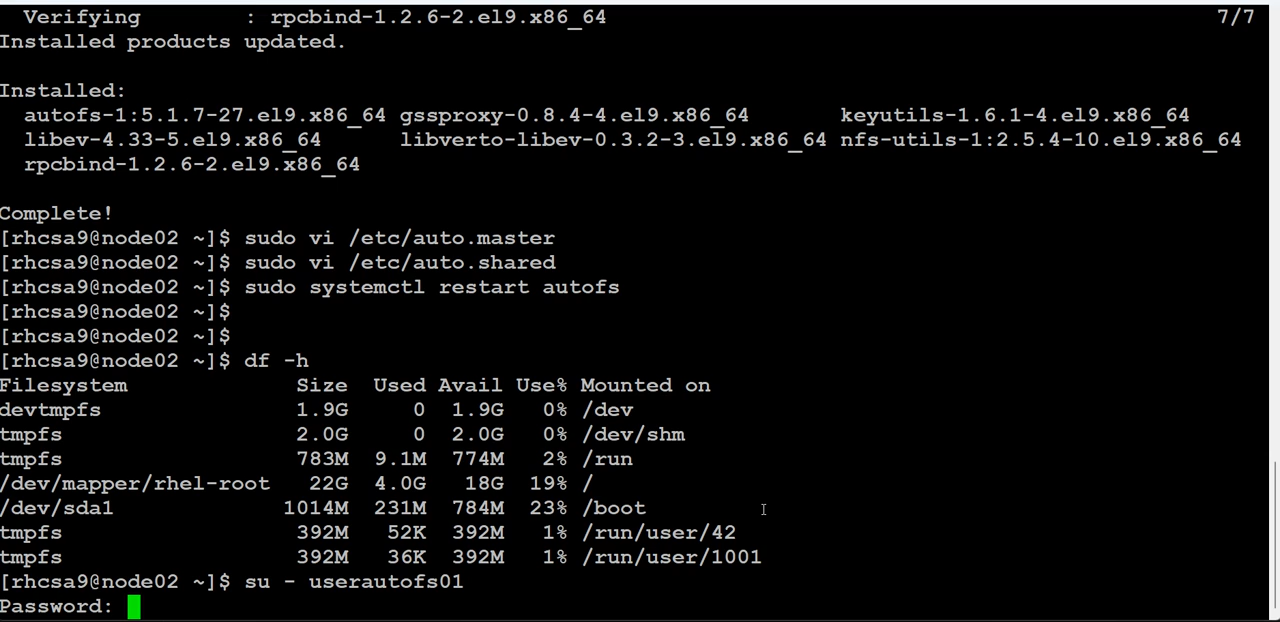 Verifying        : rpcbind-1.2.6-2.el9.x86_64                                               7/7
Installed products updated.
Installed:
  autofs-1:5.1.7-27.el9.x86_64 gssproxy-0.8.4-4.el9.x86_64       keyutils-1.6.1-4.el9.x86_64
  libev-4.33-5.el9.x86_64      libverto-libev-0.3.2-3.el9.x86_64 nfs-utils-1:2.5.4-10.el9.x86_64
  rpcbind-1.2.6-2.el9.x86_64
Complete!
[rhcsa9@node02 ~]$ sudo vi /etc/auto.master
[rhcsa9@node02 ~]$ sudo vi /etc/auto.shared
[rhcsa9@node02 ~]$ sudo systemctl restart autofs
[rhcsa9@node02 ~]$
[rhcsa9@node02 ~]$
[rhcsa9@node02 ~]$ df -h
Filesystem             Size  Used Avail Use% Mounted on
devtmpfs               1.9G     0  1.9G   0% /dev
tmpfs                  2.0G     0  2.0G   0% /dev/shm
tmpfs                  783M  9.1M  774M   2% /run
/dev/mapper/rhel-root   22G  4.0G   18G  19% /
/dev/sda1             1014M  231M  784M  23% /boot
tmpfs                  392M   52K  392M   1% /run/user/42
tmpfs                  392M   36K  392M   1% /run/user/1001
[rhcsa9@node02 ~]$ su - userautofs01
Password: